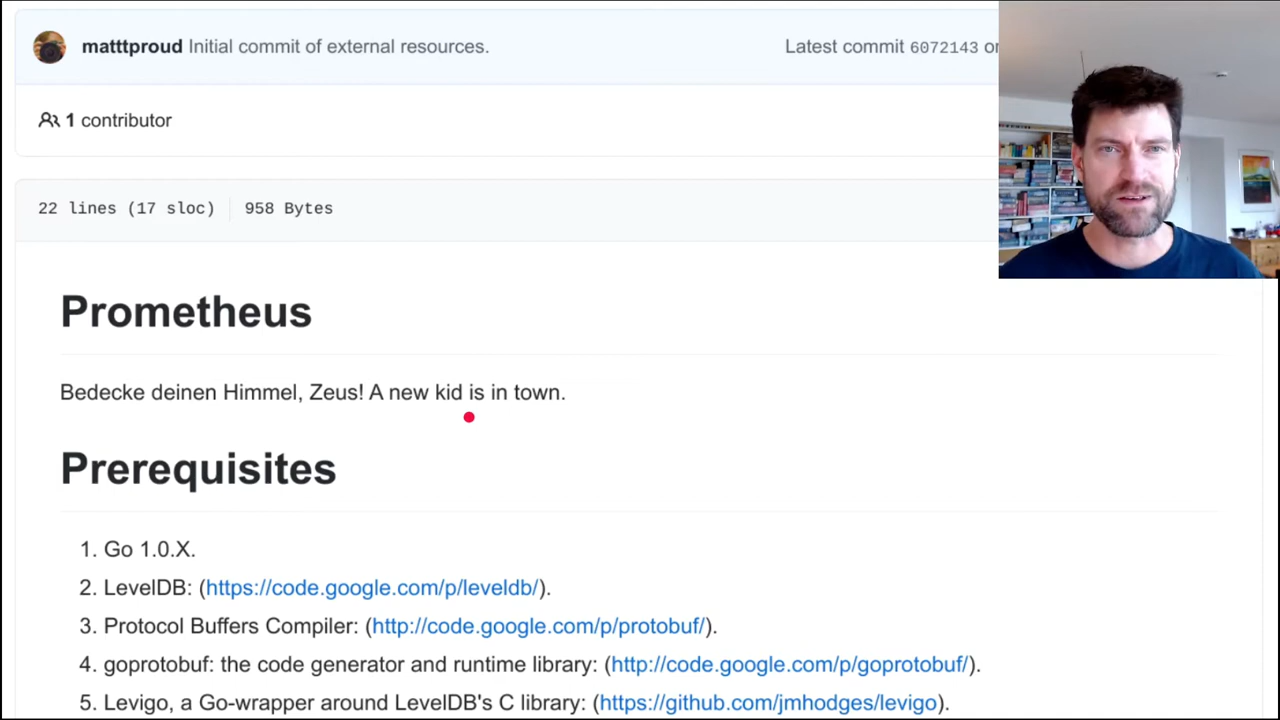 matttproud Initial commit of external resources.
Latest commit 6072143
1 contributor
22 lines (17 sloc) 958 Bytes
Prometheus
Bedecke deinen Himmel, Zeus! A new kid is in town.
Prerequisites
1. Go 1.0.X.
2. LevelDB: (https://code.google.com/p/leveldb/).
3. Protocol Buffers Compiler: (http://code.google.com/p/protobuf/).
4. goprotobuf: the code generator and runtime library: (http://code.google.com/p/goprotobuf/).
5. Levigo, a Go-wrapper around LevelDB's C library: (https://github.com/jmhodges/levigo).